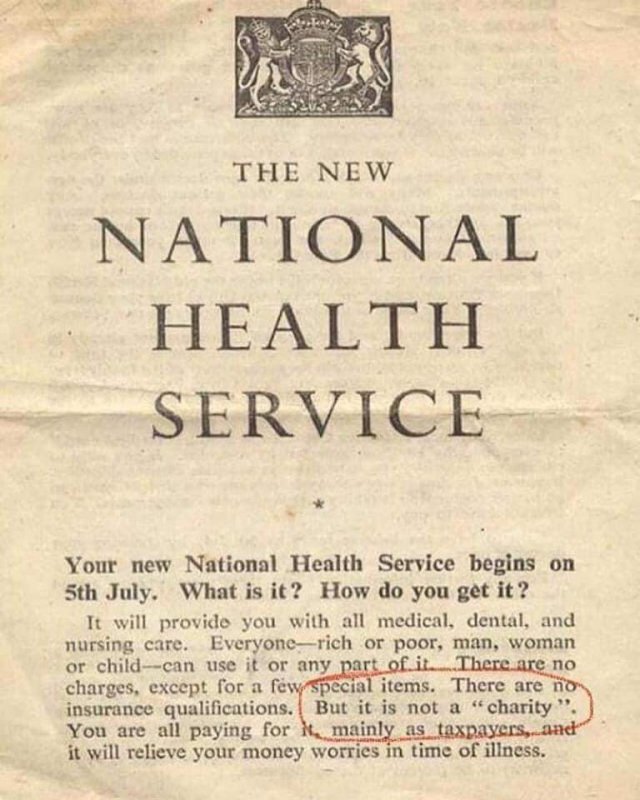 THE NEW
NATIONAL
HEALTH
SERVICE
*
Your new National Health Service begins on
5th July. What is it? How do you get it?
It will provide you with all medical, dental, and
nursing care. Everyone—rich or poor, man, woman
or child—can use it or any part of it. There are no
charges, except for a few special items. There are no
insurance qualifications. But it is not a "charity".
You are all paying for it, mainly as taxpayers, and
it will relieve your money worries in time of illness.